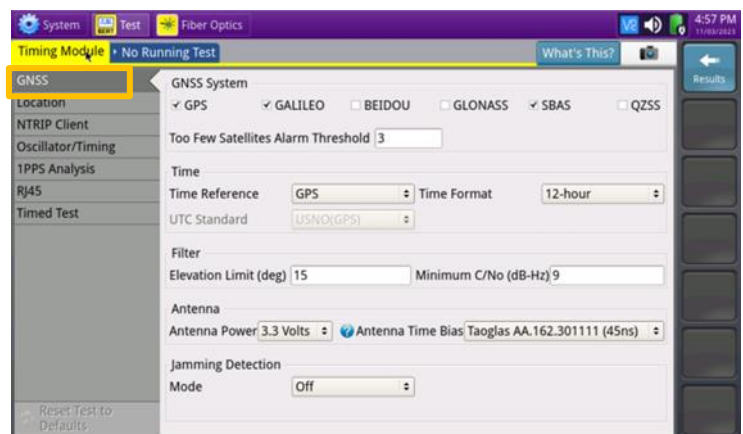 System Test Fiber Optics 4:57 PM
11/03/2023
Timing Module No Running Test What's This?
Results
GNSS
Location
NTRIP Client
Oscillator/Timing
1PPS Analysis
RJ45
Timed Test
Reset Test to
Defaults
GNSS System
GPS GALILEO BEIDOU GLONASS SBAS QZSS
Too Few Satellites Alarm Threshold 3
Time
Time Reference GPS Time Format 12-hour
UTC Standard USNO(GPS)
Filter
Elevation Limit (deg) 15 Minimum C/No (dB-Hz) 9
Antenna
Antenna Power 3.3 Volts Antenna Time Bias Taoglas AA.162.301111 (45ns)
Jamming Detection
Mode Off